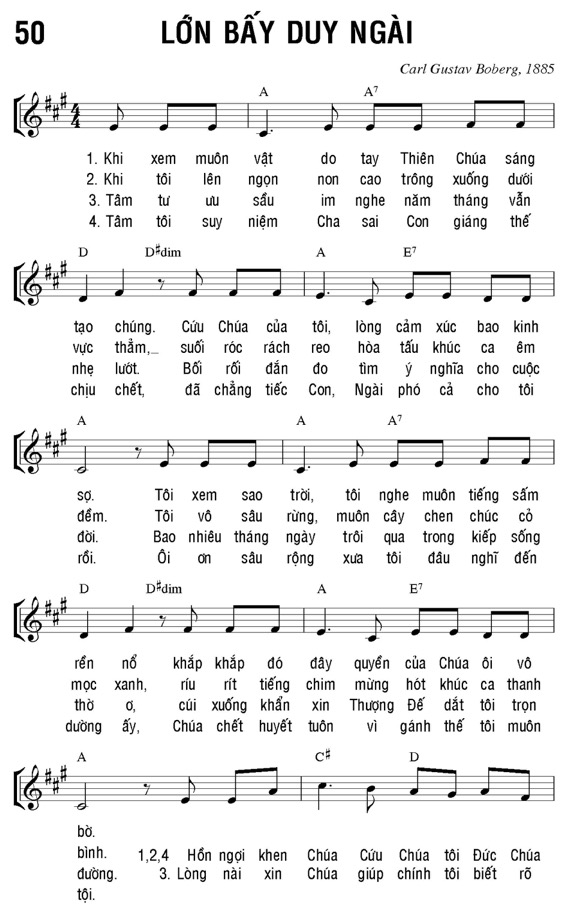 50 LỚN BẤY DUY NGÀI
Carl Gustav Boberg, 1885
A A7
1. Khi xem muôn vật do tay Thiên Chúa sáng
2. Khi tôi lên ngọn non cao trông xuống dưới
3. Tâm tư ưu sầu im nghe năm tháng vẫn
4. Tâm tôi suy niệm Cha sai Con giáng thế
D D#dim A E7
tạo chúng. Cứu Chúa của tôi, lòng cảm xúc bao kinh
vực thẳm,_ suối róc rách reo hòa tấu khúc ca êm
nhẹ lướt. Bối rối đắn đo tìm ý nghĩa cho cuộc
chịu chết, đã chẳng tiếc Con, Ngài phó cả cho tôi
A A7
sợ. Tôi xem sao trời, tôi nghe muôn tiếng sấm
đềm. Tôi vô sâu rừng, muôn cây chen chúc cỏ
đời. Bao nhiêu tháng ngày trôi qua trong kiếp sống
rồi. Ôi ơn sâu rộng xưa tôi đâu nghĩ đến
D D#dim A E7
rền nổ khắp khắp đó đây quyền của Chúa ôi vô
mọc xanh, ríu rít tiếng chim mừng hót khúc ca thanh
thờ ơ, cúi xuống khẩn xin Thượng Đế dắt tôi trọn
dường ấy, Chúa chết huyết tuôn vì gánh thế tôi muôn
A C# D
bờ.
bình. 1,2,4 Hồn ngợi khen Chúa Cứu Chúa tôi Đức Chúa
đường. 3. Lòng nài xin Chúa giúp chính tôi biết rõ
tội.